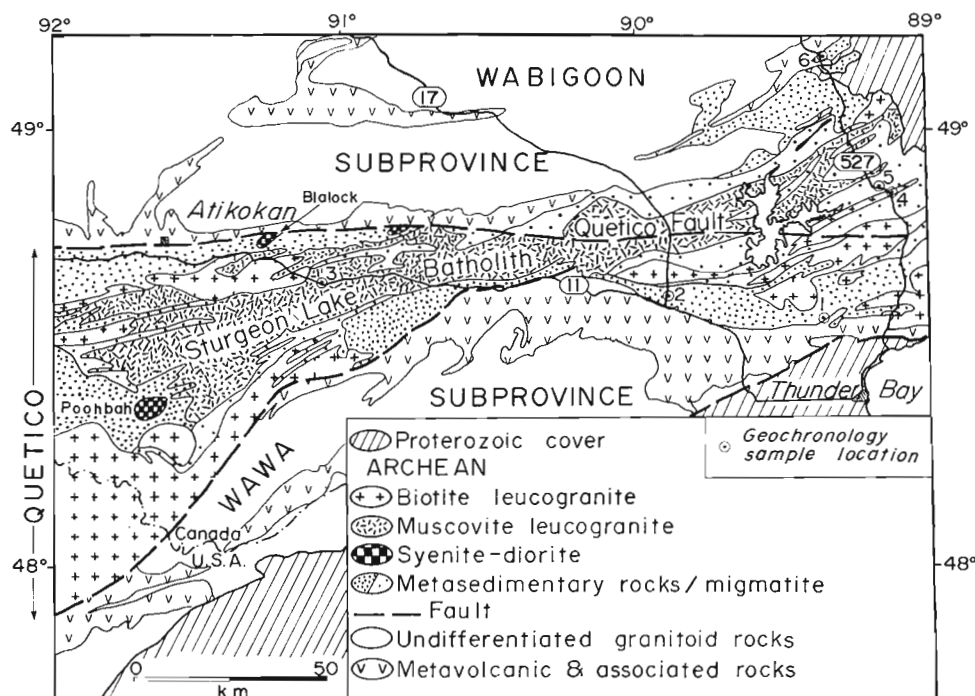 92° 91° 90° 89°
WABIGOON
6
17
49° 49°
SUBPROVINCE
527
5
4
Atikokan
Blalock
Quetico Fault
Batholith
3
11
2
Sturgeon Lake
Poohbah
SUBPROVINCE
Thunder Bay
QUETICO
WAWA
Canada
U.S.A.
48° 48°
0 50
km
Geochronology
sample location
Proterozoic cover
ARCHEAN
Biotite leucogranite
Muscovite leucogranite
Syenite-diorite
Metasedimentary rocks/migmatite
Fault
Undifferentiated granitoid rocks
Metavolcanic & associated rocks